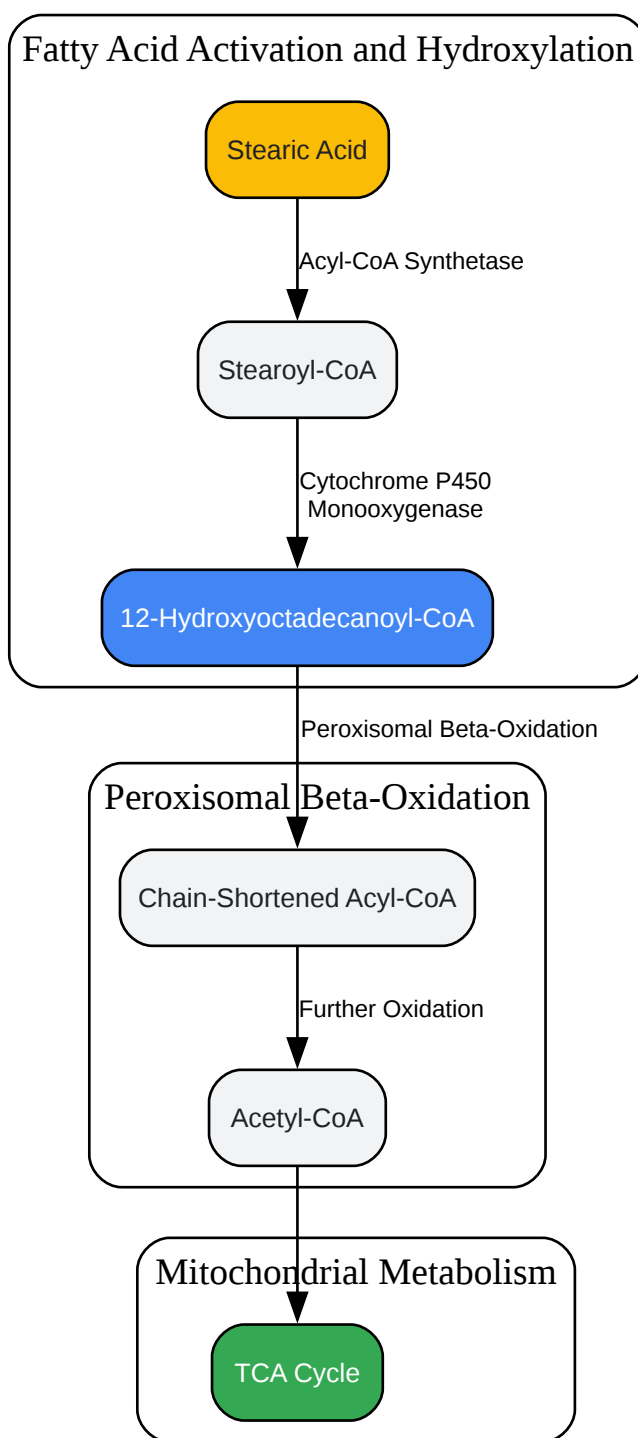 Fatty Acid Activation and Hydroxylation
Stearic Acid
Acyl-CoA Synthetase
Stearoyl-CoA
Cytochrome P450
Monooxygenase
12-Hydroxyoctadecanoyl-CoA
Peroxisomal Beta-Oxidation
Peroxisomal Beta-Oxidation
Chain-Shortened Acyl-CoA
Further Oxidation
Acetyl-CoA
Mitochondrial Metabolism
TCA Cycle